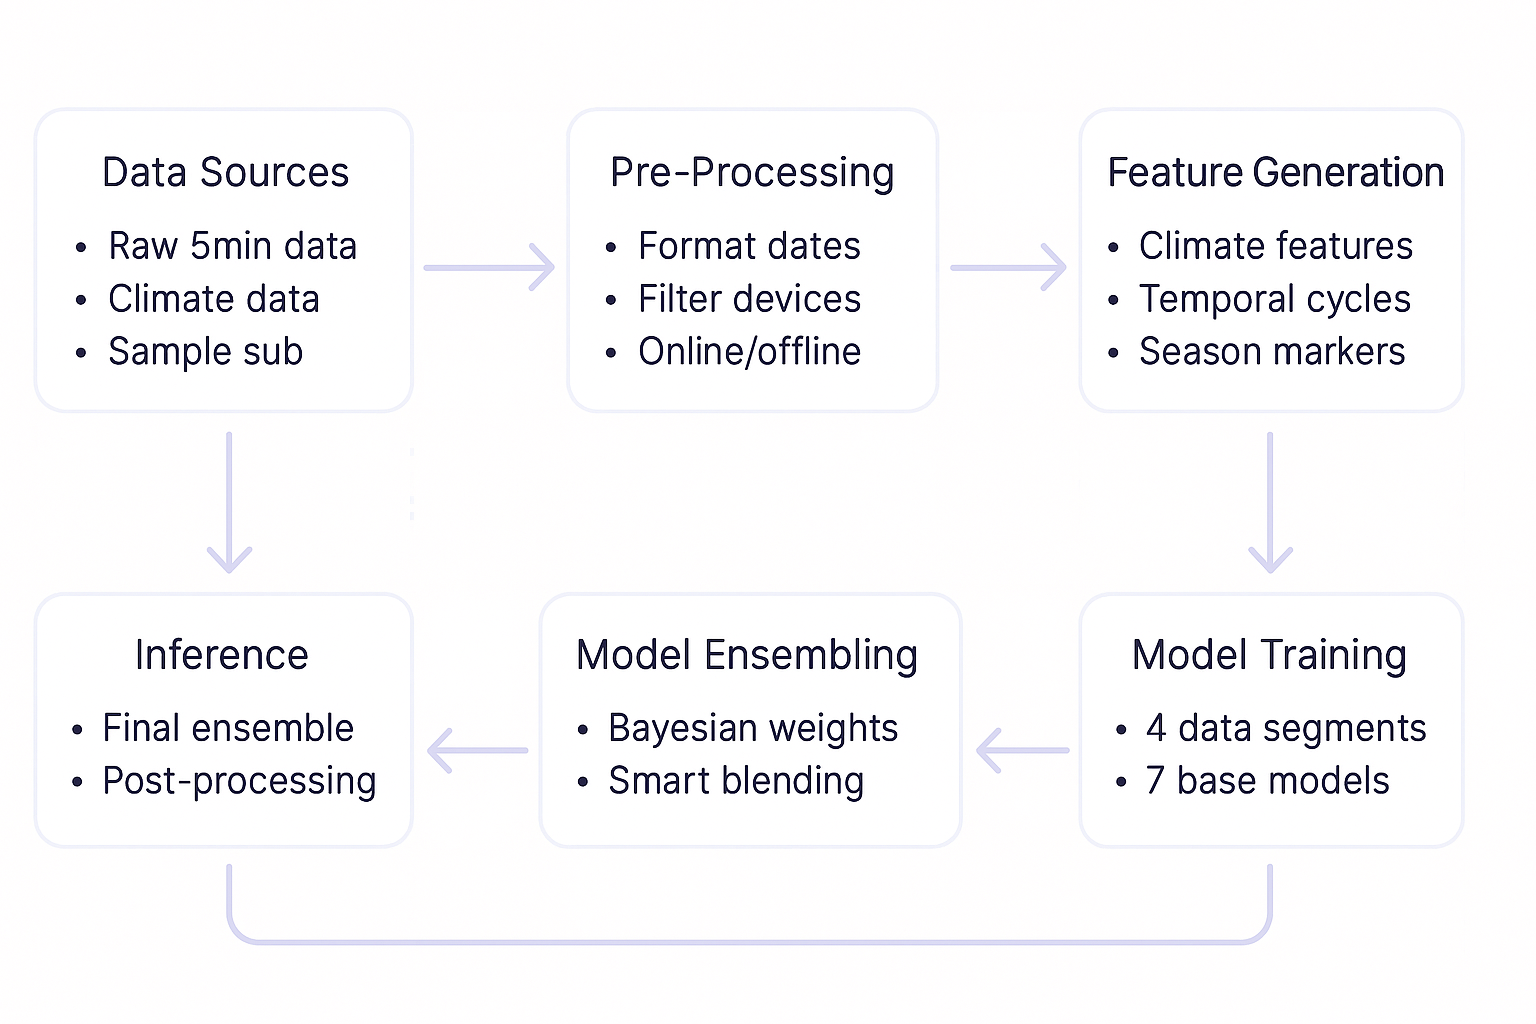 Data Sources
• Raw 5min data
• Climate data
• Sample sub
Pre-Processing
• Format dates
• Filter devices
• Online/offline
Feature Generation
• Climate features
• Temporal cycles
• Season markers
Inference
• Final ensemble
• Post-processing
Model Ensembling
• Bayesian weights
• Smart blending
Model Training
• 4 data segments
• 7 base models